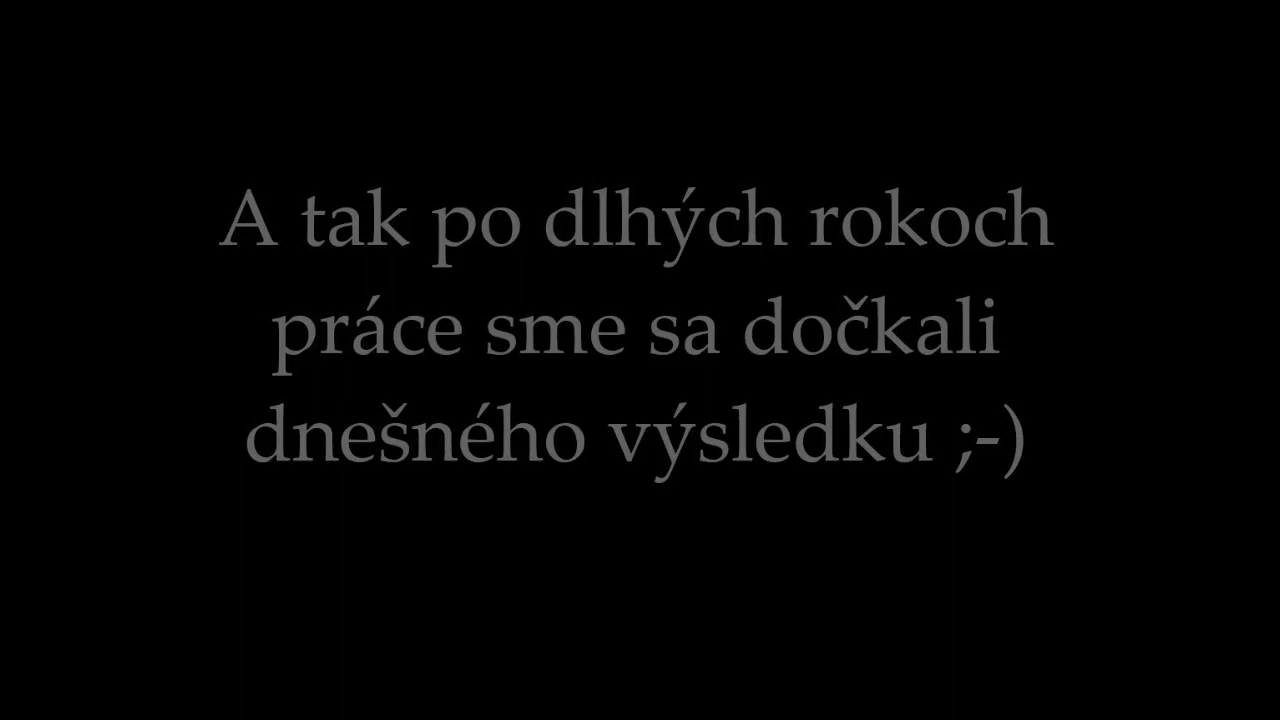 A tak po dlhých rokoch
práce sme sa dočkali
dnešného výsledku ;-)